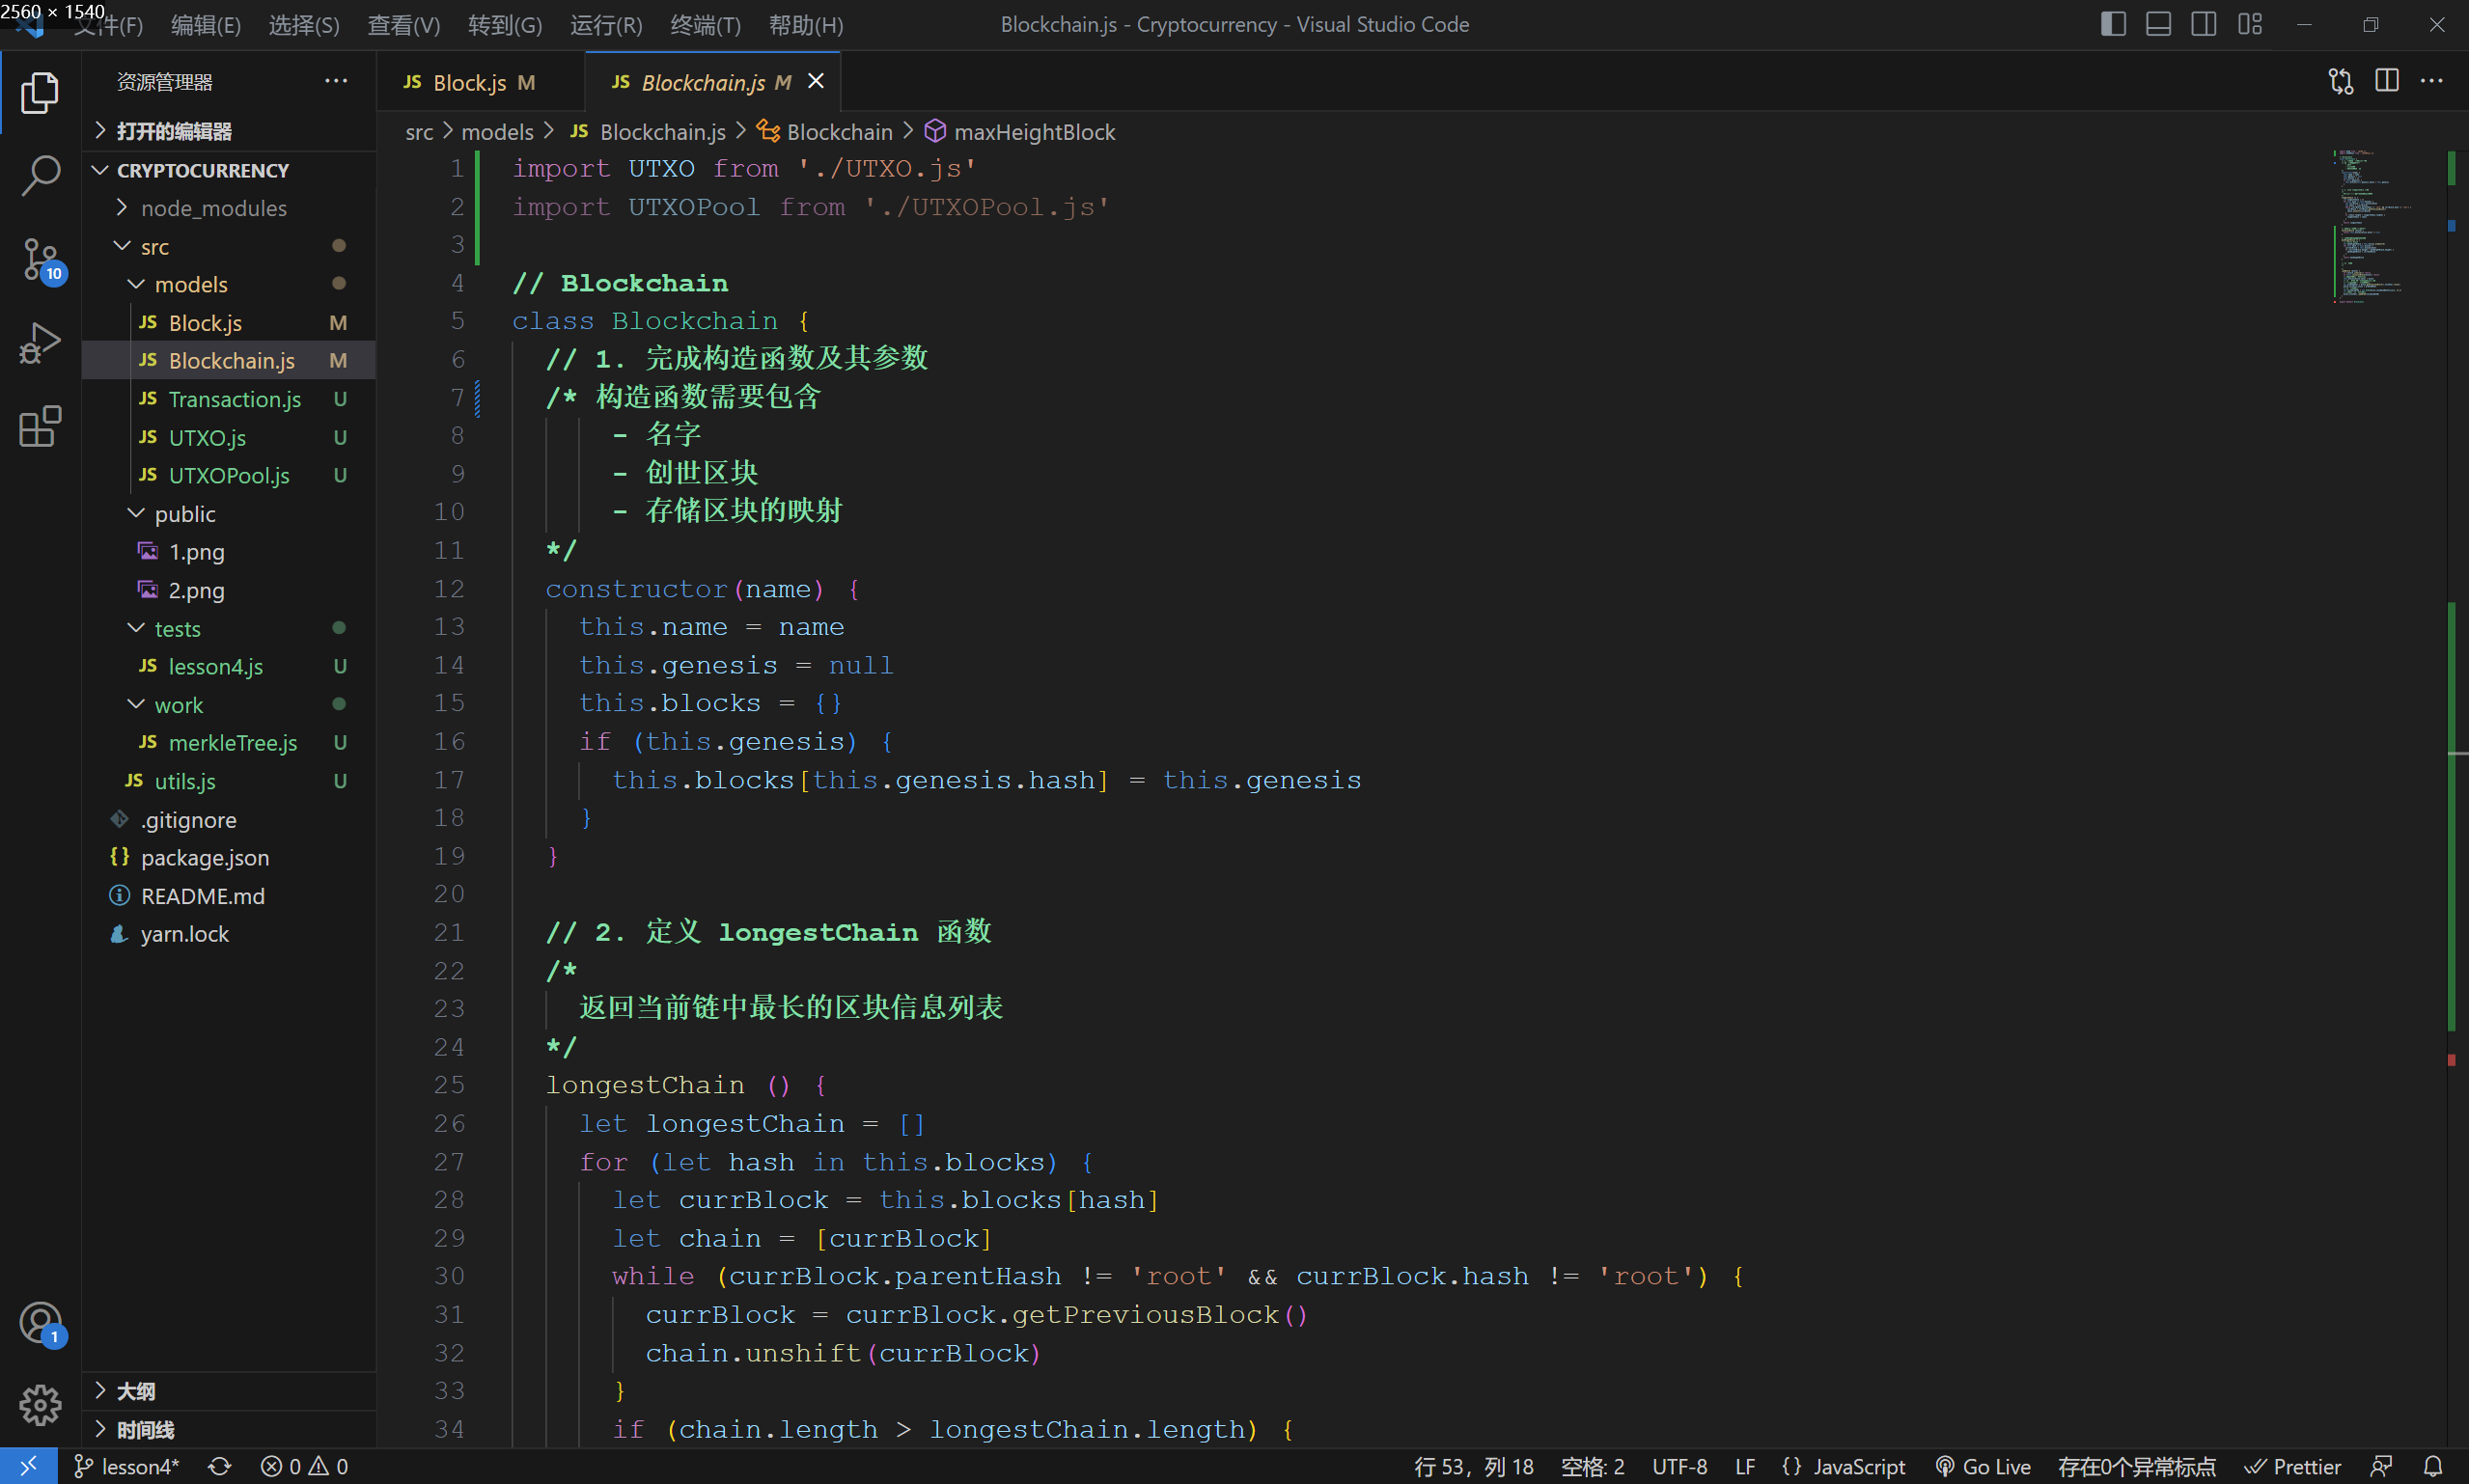 2560 × 1540
文件(F) 编辑(E) 选择(S) 查看(V) 转到(G) 运行(R) 终端(T) 帮助(H)
Blockchain.js - Cryptocurrency - Visual Studio Code
资源管理器
打开的编辑器
CRYPTOCURRENCY
node_modules
src
models
JS Block.js M
JS Blockchain.js M
JS Transaction.js U
JS UTXO.js U
JS UTXOPool.js U
public
1.png
2.png
tests
JS lesson4.js U
work
JS merkleTree.js U
JS utils.js U
.gitignore
{} package.json
README.md
yarn.lock
大纲
时间线
10
1
JS Block.js M
JS Blockchain.js M
src > models > JS Blockchain.js > Blockchain > maxHeightBlock
1 import UTXO from './UTXO.js'
2 import UTXOPool from './UTXOPool.js'
3
4 // Blockchain
5 class Blockchain {
6 // 1. 完成构造函数及其参数
7 /* 构造函数需要包含
8 - 名字
9 - 创世区块
10 - 存储区块的映射
11 */
12 constructor(name) {
13 this.name = name
14 this.genesis = null
15 this.blocks = {}
16 if (this.genesis) {
17 this.blocks[this.genesis.hash] = this.genesis
18 }
19 }
20
21 // 2. 定义 longestChain 函数
22 /*
23 返回当前链中最长的区块信息列表
24 */
25 longestChain () {
26 let longestChain = []
27 for (let hash in this.blocks) {
28 let currBlock = this.blocks[hash]
29 let chain = [currBlock]
30 while (currBlock.parentHash != 'root' && currBlock.hash != 'root') {
31 currBlock = currBlock.getPreviousBlock()
32 chain.unshift(currBlock)
33 }
34 if (chain.length > longestChain.length) {
lesson4* 0 0
行 53，列 18 空格: 2 UTF-8 LF {} JavaScript Go Live 存在0个异常标点 Prettier